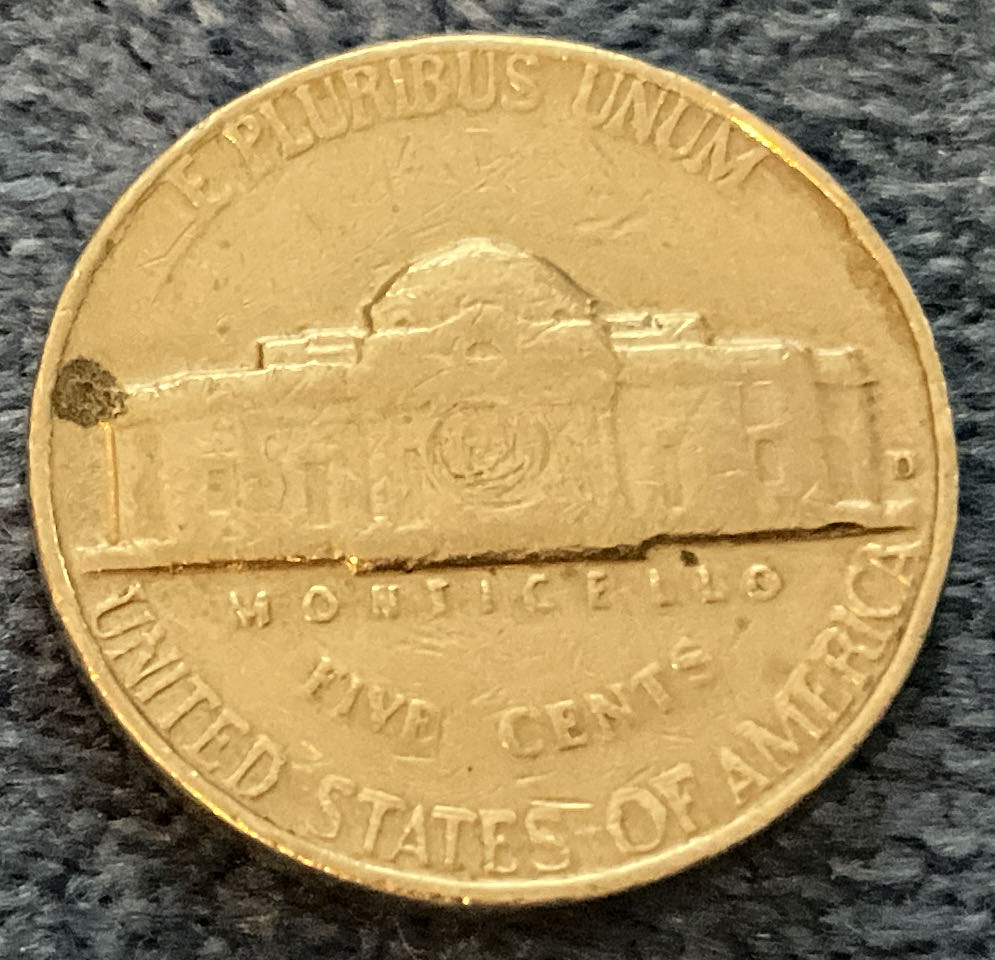 E PLURIBUS UNUM
D
MONTICELLO
FIVE CENTS
UNITED STATES OF AMERICA